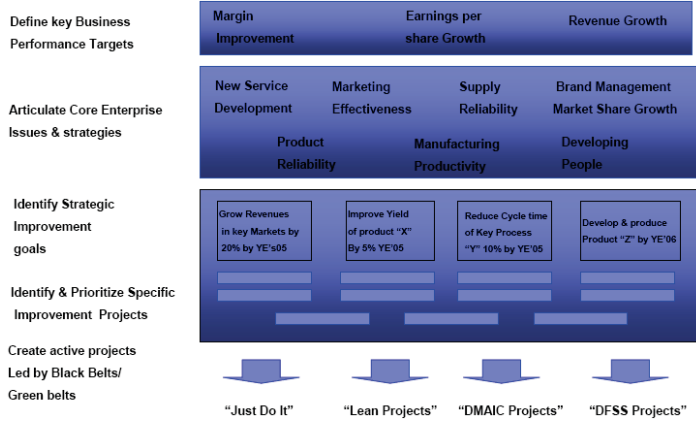 Define key Business
Performance Targets
Margin
Improvement
Earnings per
share Growth
Revenue Growth
Articulate Core Enterprise
Issues & strategies
New Service
Development
Marketing
Effectiveness
Supply
Reliability
Brand Management
Market Share Growth
Product
Reliability
Manufacturing
Productivity
Developing
People
Identify Strategic
Improvement
goals
Grow Revenues
in key Markets by
20% by YE's05
Improve Yield
of product “X”
By 5% YE'05
Reduce Cycle time
of Key Process
“Y” 10% by YE'05
Develop & produce
Product “Z” by YE'06
Identify & Prioritize Specific
Improvement Projects
Create active projects
Led by Black Belts/
Green belts
“Just Do It”
“Lean Projects”
“DMAIC Projects”
“DFSS Projects”